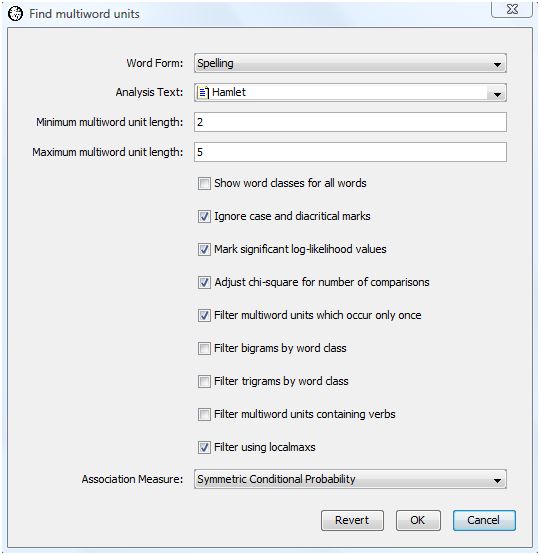 Find multiword units
Word Form: Spelling
Analysis Text: Hamlet
Minimum multiword unit length: 2
Maximum multiword unit length: 5
Show word classes for all words
Ignore case and diacritical marks
Mark significant log-likelihood values
Adjust chi-square for number of comparisons
Filter multiword units which occur only once
Filter bigrams by word class
Filter trigrams by word class
Filter multiword units containing verbs
Filter using localmaxs
Association Measure: Symmetric Conditional Probability
Revert OK Cancel